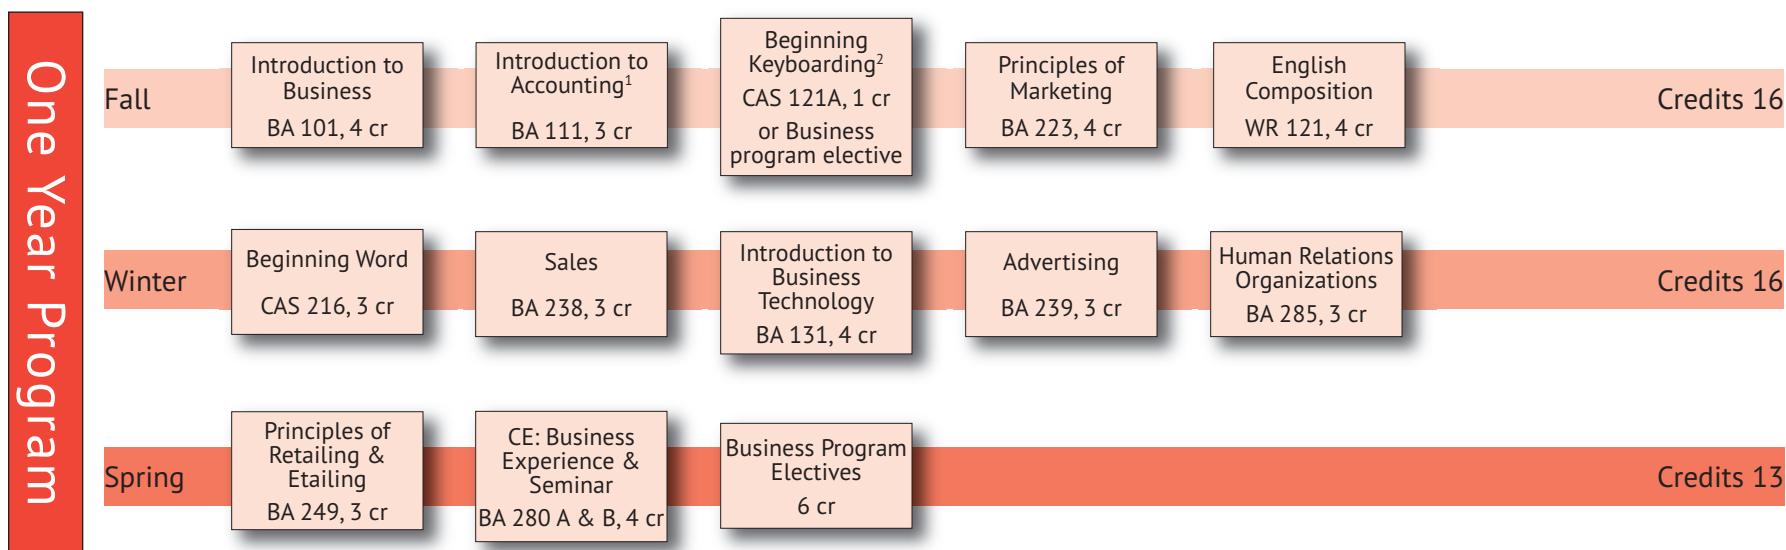 One Year Program
Fall
Introduction to
Business
BA 101, 4 cr
Introduction to
Accounting¹
BA 111, 3 cr
Beginning
Keyboarding²
CAS 121A, 1 cr
or Business
program elective
Principles of
Marketing
BA 223, 4 cr
English
Composition
WR 121, 4 cr
Credits 16
Winter
Beginning Word
CAS 216, 3 cr
Sales
BA 238, 3 cr
Introduction to
Business
Technology
BA 131, 4 cr
Advertising
BA 239, 3 cr
Human Relations
Organizations
BA 285, 3 cr
Credits 16
Spring
Principles of
Retailing &
Etailing
BA 249, 3 cr
CE: Business
Experience &
Seminar
BA 280 A & B, 4 cr
Business Program
Electives
6 cr
Credits 13